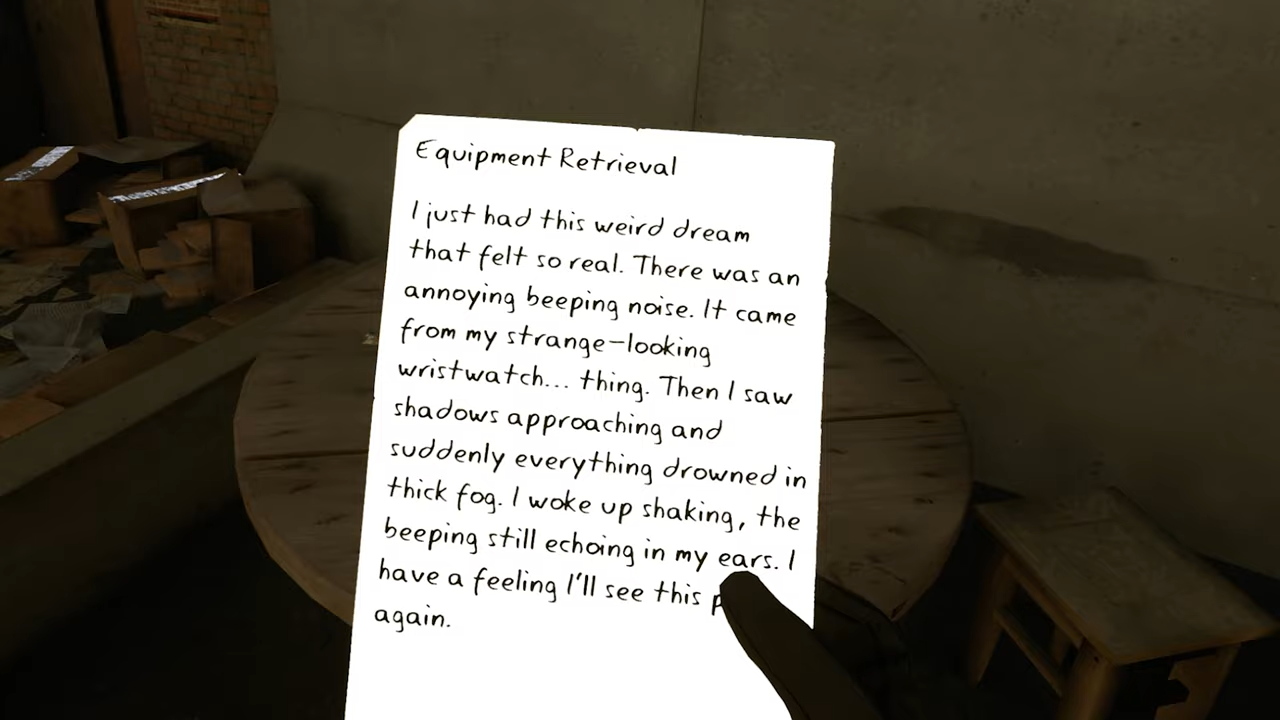 Equipment Retrieval
I just had this weird dream
that felt so real. There was an
annoying beeping noise. It came
from my strange-looking
wristwatch... thing. Then I saw
shadows approaching and
suddenly everything drowned in
thick fog. I woke up shaking, the
beeping still echoing in my ears. I
have a feeling I'll see this
again.